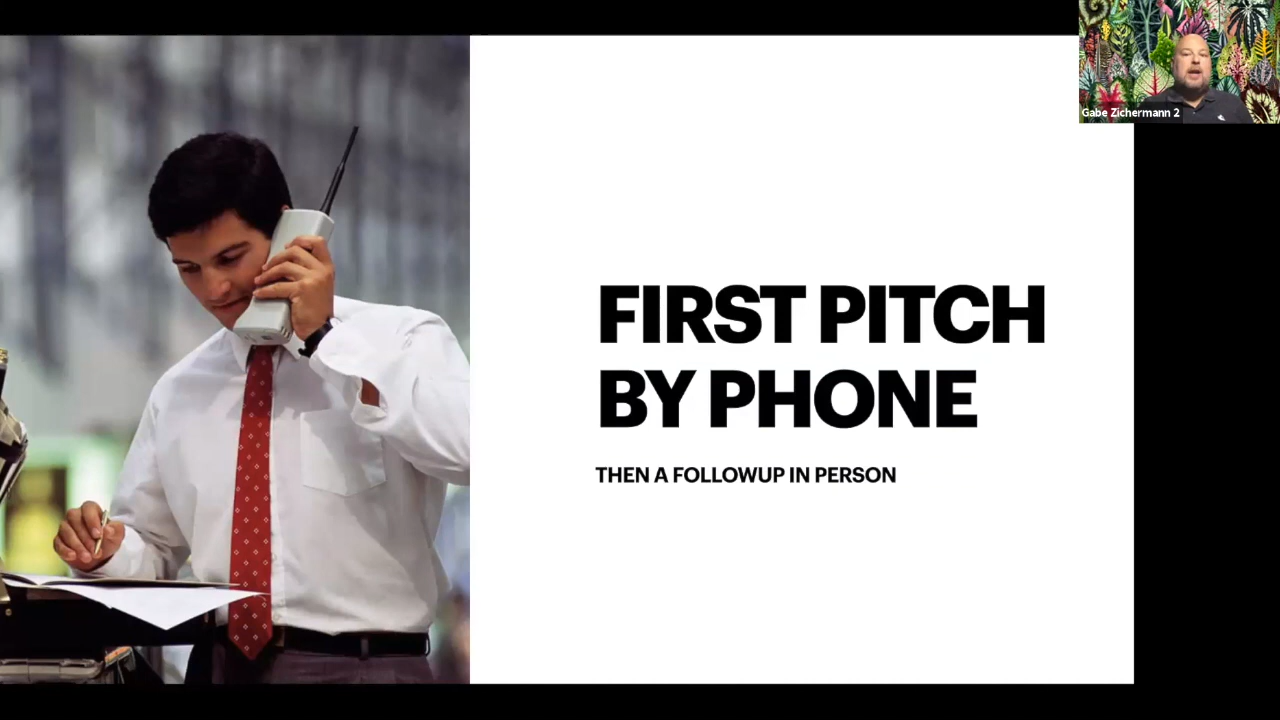 Gabe Zichermann 2
FIRST PITCH
BY PHONE
THEN A FOLLOWUP IN PERSON